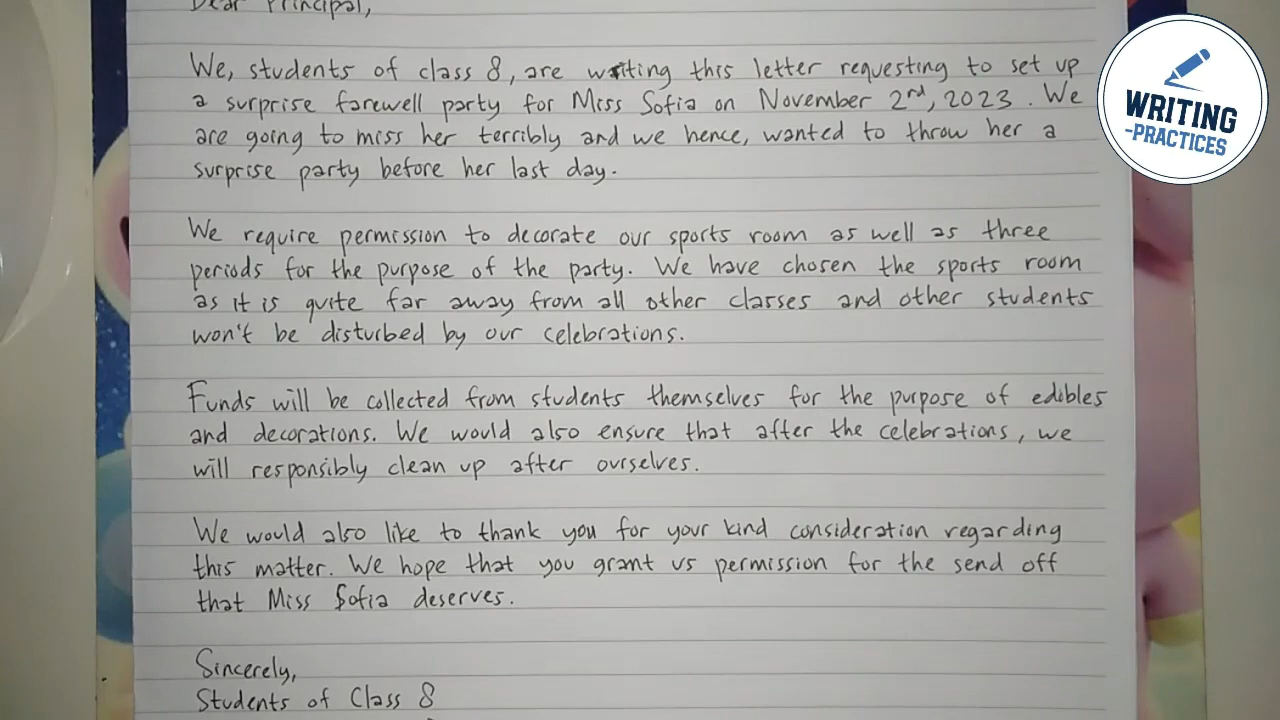 Dear Principal,
We, students of class 8, are writing this letter requesting to set up
a surprise farewell party for Miss Sofia on November 2nd, 2023. We
are going to miss her terribly and we hence, wanted to throw her a
surprise party before her last day.
We require permission to decorate our sports room as well as three
periods for the purpose of the party. We have chosen the sports room
as it is quite far away from all other classes and other students
won't be disturbed by our celebrations.
Funds will be collected from students themselves for the purpose of edibles
and decorations. We would also ensure that after the celebrations, we
will responsibly clean up after ourselves.
We would also like to thank you for your kind consideration regarding
this matter. We hope that you grant us permission for the send off
that Miss Sofia deserves.
Sincerely,
Students of Class 8
WRITING
-PRACTICES